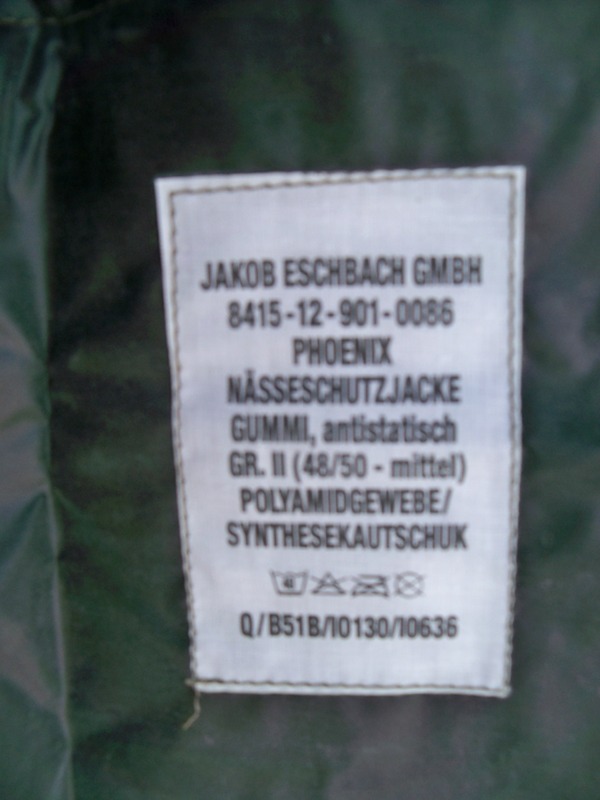 JAKOB ESCHBACH GMBH
8415-12-901-0086
PHOENIX
NÄSSESCHUTZJACKE
GUMMI, antistatisch
GR. II (48/50 - mittel)
POLYAMIDGEWEBE/
SYNTHESEKAUTSCHUK
Q/B51B/I0130/I0636